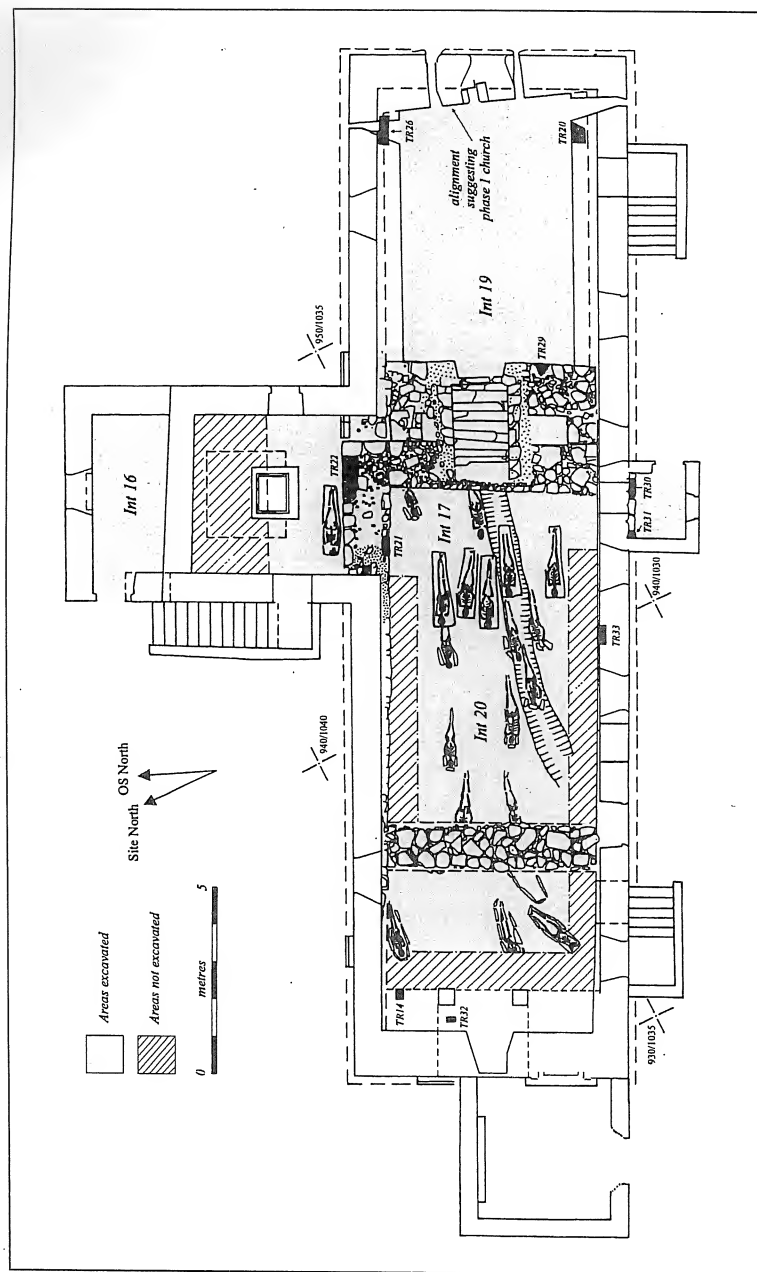 Areas excavated
Areas not excavated
0 metres 5
Site North
OS North
950/1035
940/1040
940/1030
930/1035
Int 16
Int 17
Int 19
Int 20
TR26
TR20
alignment
suggesting
phase 1 church
TR29
TR22
TR21
TR30
TR31
TR33
TR14
TR32